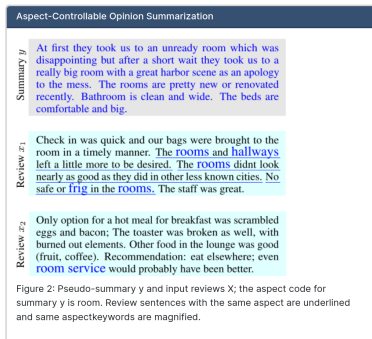 Aspect-Controllable Opinion Summarization
Summary y
At first they took us to an unready room which was
disappointing but after a short wait they took us to a
really big room with a great harbor scene as an apology
to the mess. The rooms are pretty new or renovated
recently. Bathroom is clean and wide. The beds are
comfortable and big.
Review x₁
Check in was quick and our bags were brought to the
room in a timely manner. The rooms and hallways
left a little more to be desired. The rooms didnt look
nearly as good as they did in other less known cities. No
safe or frig in the rooms. The staff was great.
Review x₂
Only option for a hot meal for breakfast was scrambled
eggs and bacon; The toaster was broken as well, with
burned out elements. Other food in the lounge was good
(fruit, coffee). Recommendation: eat elsewhere; even
room service would probably have been better.
Figure 2: Pseudo-summary y and input reviews X; the aspect code for
summary y is room. Review sentences with the same aspect are underlined
and same aspectkeywords are magnified.